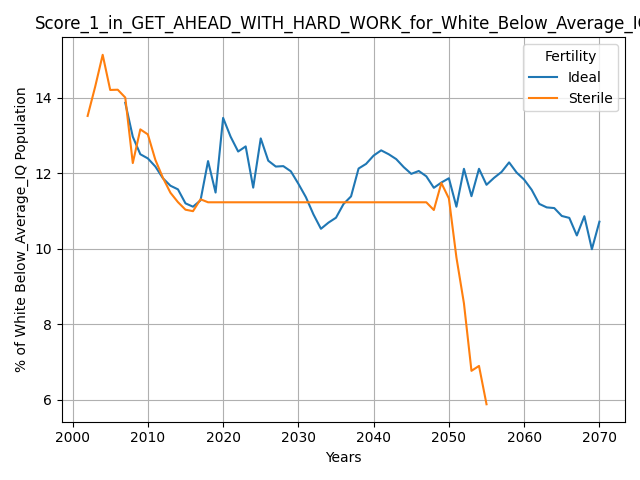 Score_1_in_GET_AHEAD_WITH_HARD_WORK_for_White_Below_Average_IQ
Fertility
Ideal
Sterile
% of White Below_Average_IQ Population
14
12
10
8
6
2000 2010 2020 2030 2040 2050 2060 2070
Years